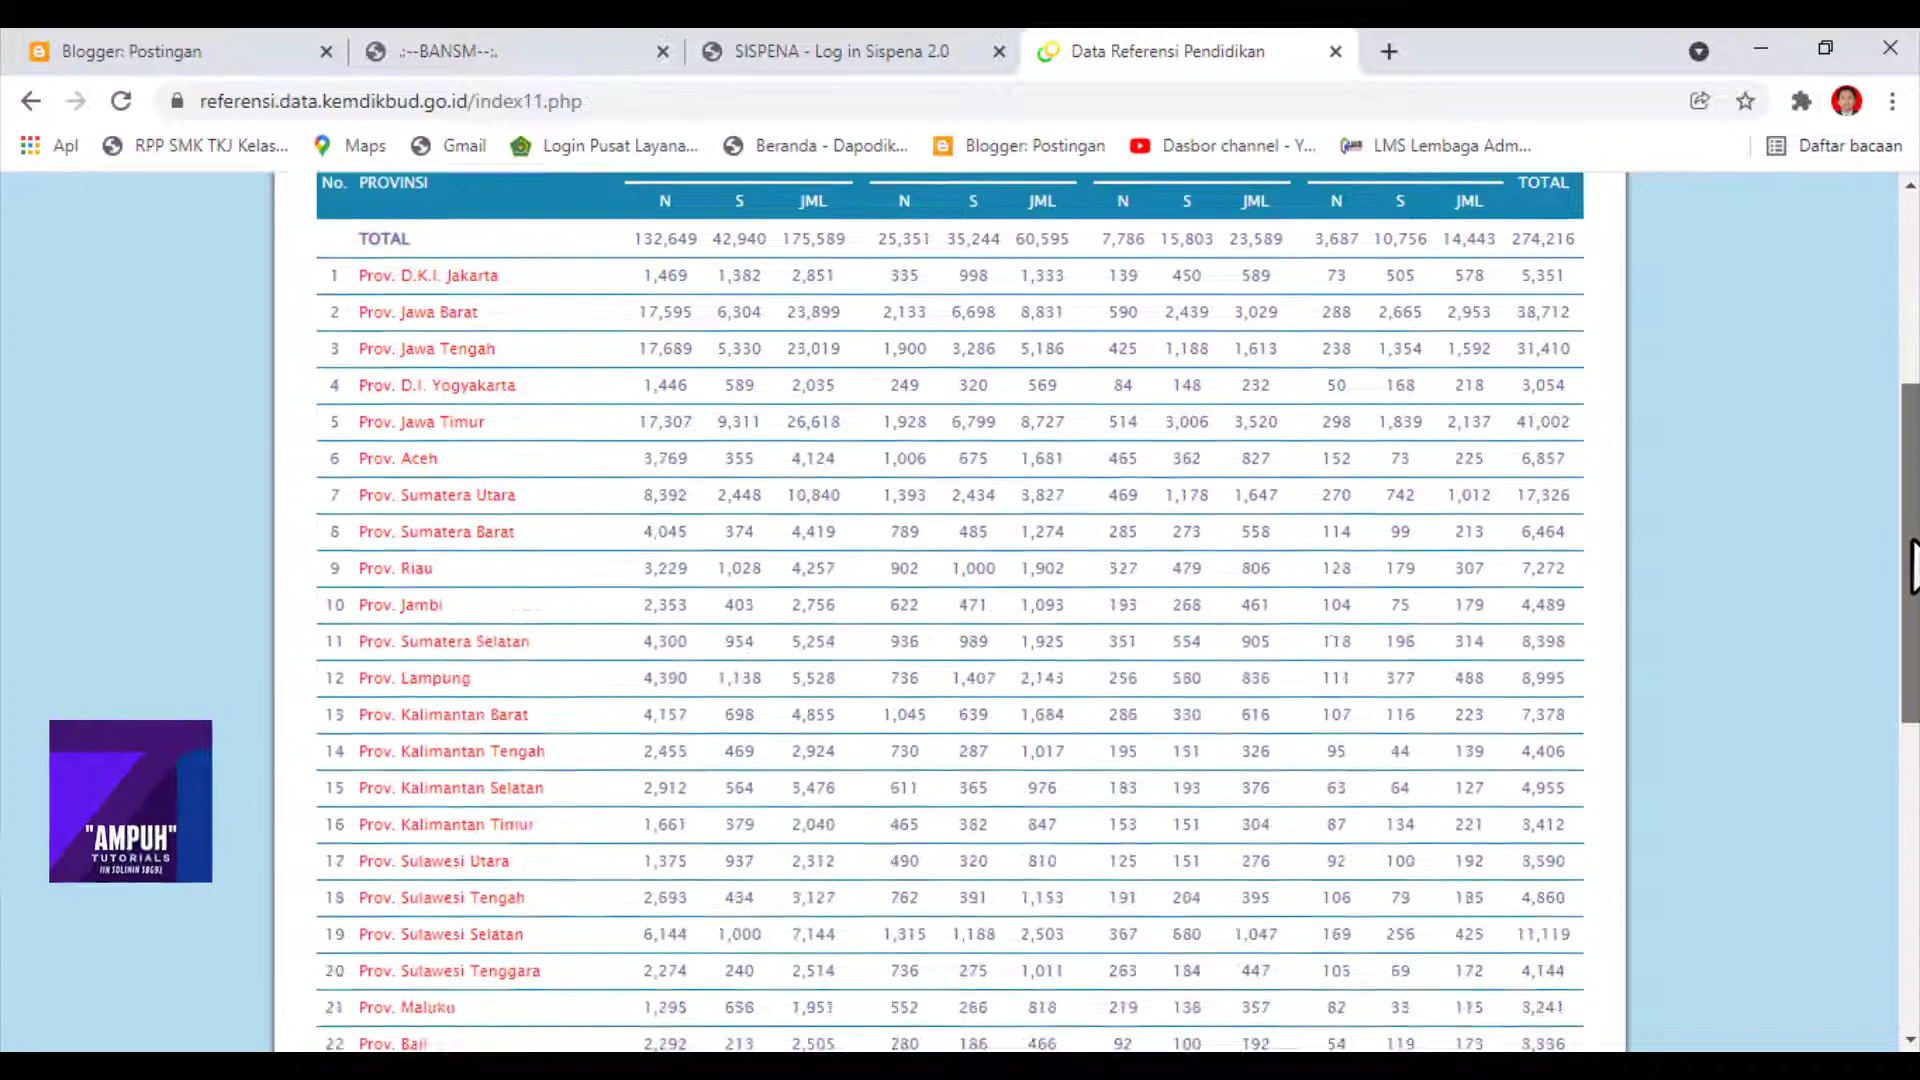 Blogger: Postingan
.:--BANSM--:.
SISPENA - Log in Sispena 2.0
Data Referensi Pendidikan
referensi.data.kemdikbud.go.id/index11.php
Apl RPP SMK TKJ Kelas... Maps Gmail Login Pusat Layana... Beranda - Dapodik... Blogger: Postingan Dasbor channel - Y... LMS Lembaga Adm... Daftar bacaan
No. PROVINSI TOTAL
N S JML N S JML N S JML N S JML
TOTAL 132,649 42,940 175,589 25,351 35,244 60,595 7,786 15,803 23,589 3,687 10,756 14,443 274,216
1 Prov. D.K.I. Jakarta 1,469 1,382 2,851 335 998 1,333 139 450 589 73 505 578 5,351
2 Prov. Jawa Barat 17,595 6,304 23,899 2,133 6,698 8,831 590 2,439 3,029 288 2,665 2,953 38,712
3 Prov. Jawa Tengah 17,689 5,330 23,019 1,900 3,286 5,186 425 1,188 1,613 238 1,354 1,592 31,410
4 Prov. D.I. Yogyakarta 1,446 589 2,035 249 320 569 84 148 232 50 168 218 3,054
5 Prov. Jawa Timur 17,307 9,311 26,618 1,928 6,799 8,727 514 3,006 3,520 298 1,839 2,137 41,002
6 Prov. Aceh 3,769 355 4,124 1,006 675 1,681 465 362 827 152 73 225 6,857
7 Prov. Sumatera Utara 8,392 2,448 10,840 1,393 2,434 3,827 469 1,178 1,647 270 742 1,012 17,326
8 Prov. Sumatera Barat 4,045 374 4,419 789 485 1,274 285 273 558 114 99 213 6,464
9 Prov. Riau 3,229 1,028 4,257 902 1,000 1,902 327 479 806 128 179 307 7,272
10 Prov. Jambi 2,353 403 2,756 622 471 1,093 193 268 461 104 75 179 4,489
11 Prov. Sumatera Selatan 4,300 954 5,254 936 989 1,925 351 554 905 118 196 314 8,398
12 Prov. Lampung 4,390 1,138 5,528 736 1,407 2,143 256 580 836 111 377 488 8,995
13 Prov. Kalimantan Barat 4,157 698 4,855 1,045 639 1,684 286 330 616 107 116 223 7,378
14 Prov. Kalimantan Tengah 2,455 469 2,924 730 287 1,017 195 131 326 95 44 139 4,406
15 Prov. Kalimantan Selatan 2,912 564 3,476 611 365 976 183 193 376 63 64 127 4,955
16 Prov. Kalimantan Timur 1,661 379 2,040 465 382 847 153 151 304 87 134 221 3,412
17 Prov. Sulawesi Utara 1,375 937 2,312 490 320 810 125 151 276 92 100 192 3,590
18 Prov. Sulawesi Tengah 2,693 434 3,127 762 391 1,153 191 204 395 106 79 185 4,860
19 Prov. Sulawesi Selatan 6,144 1,000 7,144 1,315 1,188 2,503 367 680 1,047 169 256 425 11,119
20 Prov. Sulawesi Tenggara 2,274 240 2,514 736 275 1,011 263 184 447 103 69 172 4,144
21 Prov. Maluku 1,295 656 1,951 552 266 818 219 138 357 82 33 115 3,241
22 Prov. Bali 2,292 213 2,505 280 186 466 92 100 192 54 119 173 3,336
"AMPUH"
TUTORIALS
IIN SOLIHIN SBG91